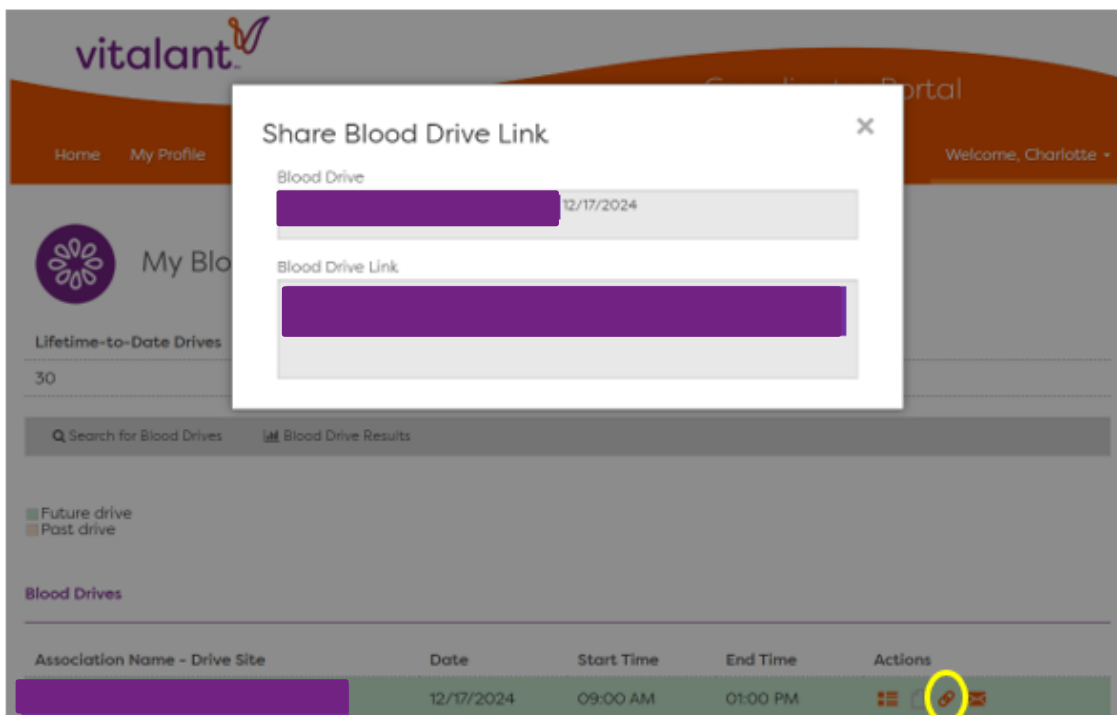 vitalant
Portal
Home My Profile Welcome, Charlotte
Share Blood Drive Link ×
Blood Drive
12/17/2024
My Blo
Blood Drive Link
Lifetime-to-Date Drives
30
Search for Blood Drives Blood Drive Results
Future drive
Past drive
Blood Drives
Association Name - Drive Site Date Start Time End Time Actions
12/17/2024 09:00 AM 01:00 PM